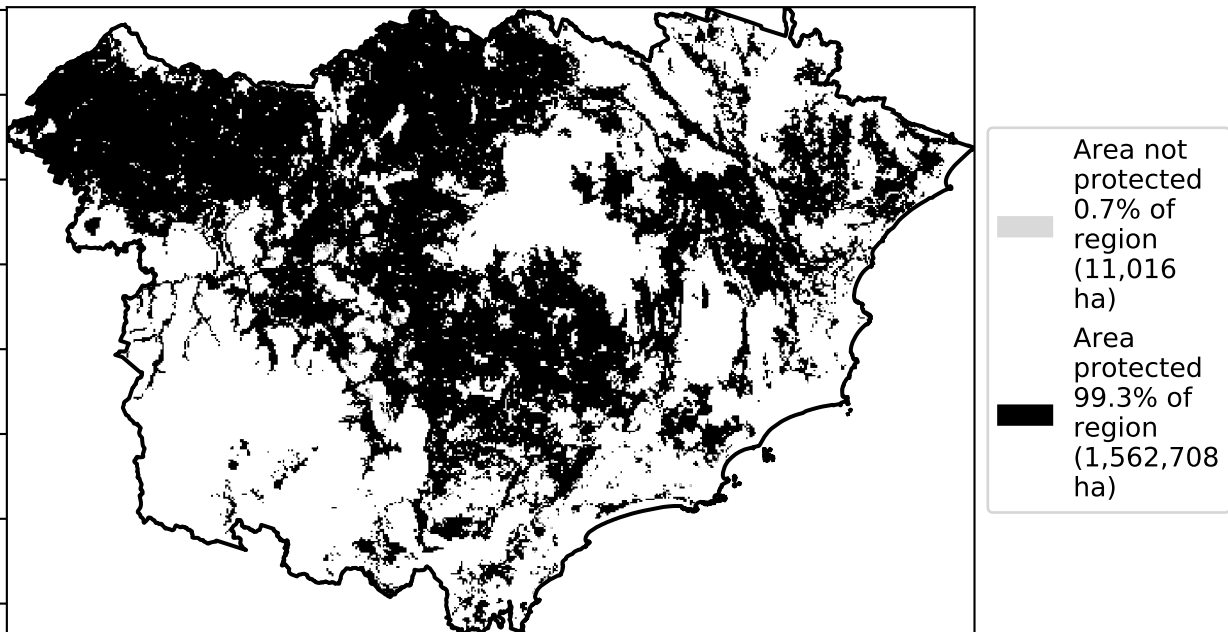 Area not
protected
0.7% of
region
(11,016
ha)
Area
protected
99.3% of
region
(1,562,708
ha)